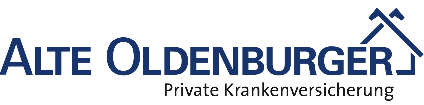 ALTE OLDENBURGER
Private Krankenversicherung